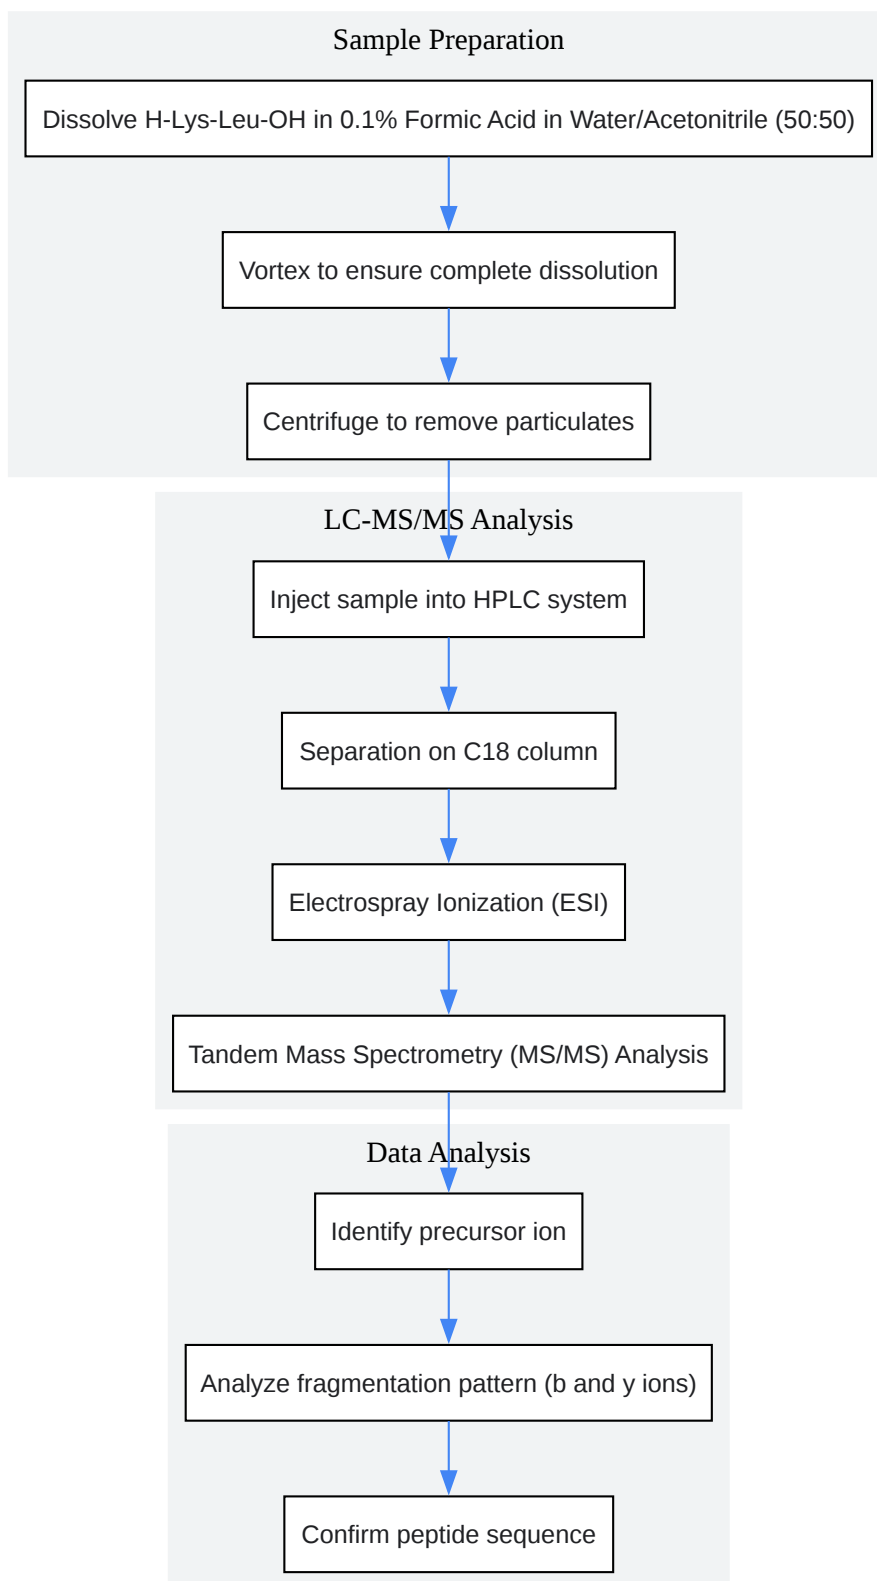 Sample Preparation
Dissolve H-Lys-Leu-OH in 0.1% Formic Acid in Water/Acetonitrile (50:50)
Vortex to ensure complete dissolution
Centrifuge to remove particulates
LC-MS/MS Analysis
Inject sample into HPLC system
Separation on C18 column
Electrospray Ionization (ESI)
Tandem Mass Spectrometry (MS/MS) Analysis
Data Analysis
Identify precursor ion
Analyze fragmentation pattern (b and y ions)
Confirm peptide sequence